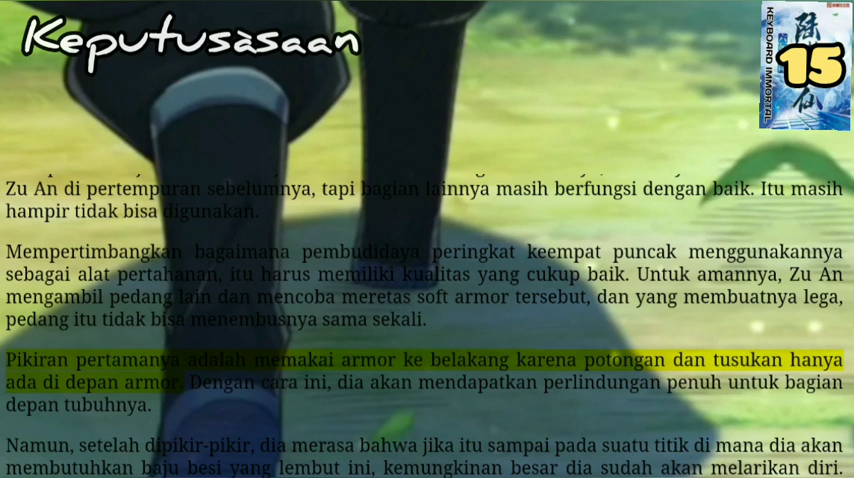 Keputusasaan
KEYBOARD IMMORTAL
15
Zu An di pertempuran sebelumnya, tapi bagian lainnya masih berfungsi dengan baik. Itu masih
hampir tidak bisa digunakan.
Mempertimbangkan bagaimana pembudidaya peringkat keempat puncak menggunakannya
sebagai alat pertahanan, itu harus memiliki kualitas yang cukup baik. Untuk amannya, Zu An
mengambil pedang lain dan mencoba meretas soft armor tersebut, dan yang membuatnya lega,
pedang itu tidak bisa menembusnya sama sekali.
Pikiran pertamanya adalah memakai armor ke belakang karena potongan dan tusukan hanya
ada di depan armor. Dengan cara ini, dia akan mendapatkan perlindungan penuh untuk bagian
depan tubuhnya.
Namun, setelah dipikir-pikir, dia merasa bahwa jika itu sampai pada suatu titik di mana dia akan
membutuhkan baju besi yang lembut ini, kemungkinan besar dia sudah akan melarikan diri.